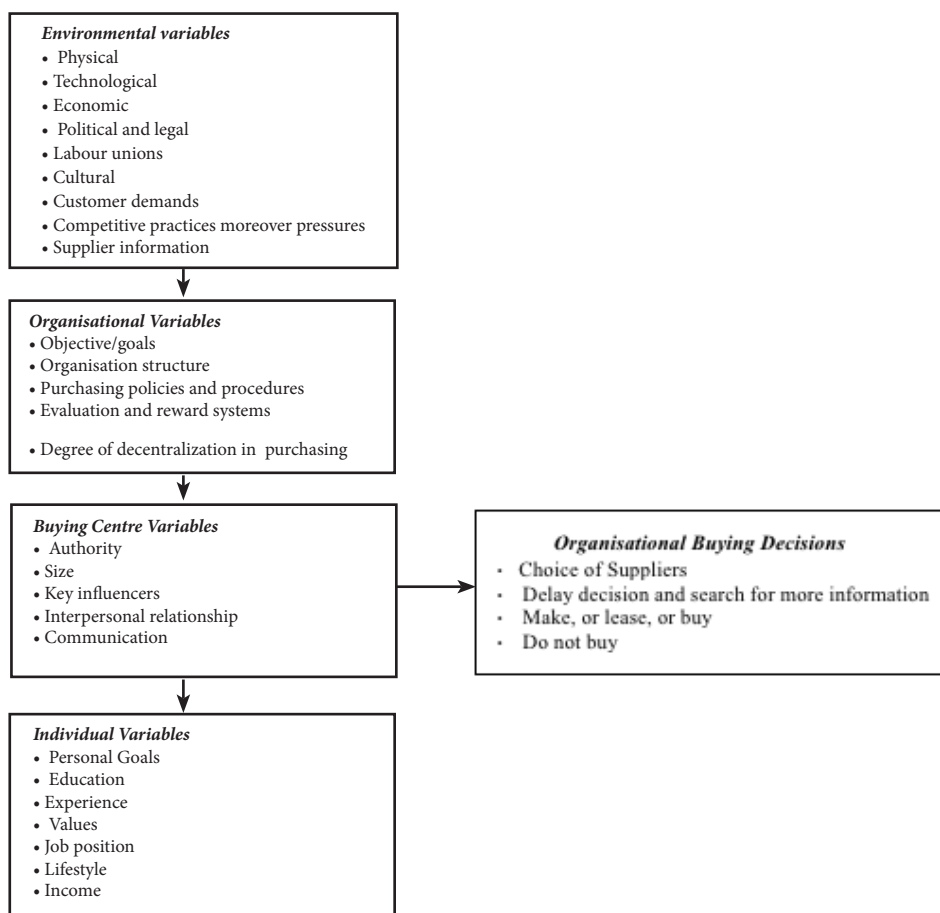 Environmental variables
• Physical
• Technological
• Economic
• Political and legal
• Labour unions
• Cultural
• Customer demands
• Competitive practices moreover pressures
• Supplier information
Organisational Variables
• Objective/goals
• Organisation structure
• Purchasing policies and procedures
• Evaluation and reward systems
• Degree of decentralization in purchasing
Buying Centre Variables
• Authority
• Size
• Key influencers
• Interpersonal relationship
• Communication
Organisational Buying Decisions
• Choice of Suppliers
• Delay decision and search for more information
• Make, or lease, or buy
• Do not buy
Individual Variables
• Personal Goals
• Education
• Experience
• Values
• Job position
• Lifestyle
• Income